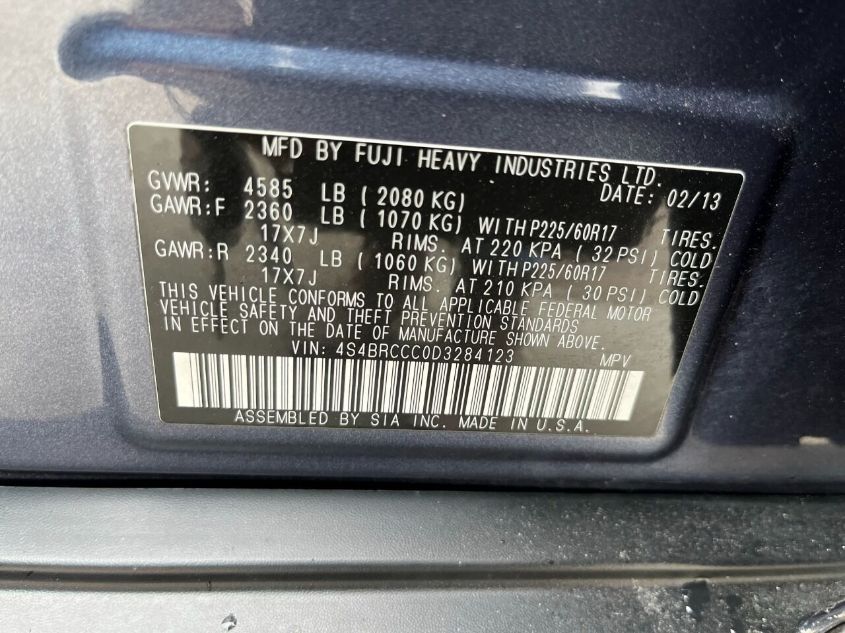 MFD BY FUJI HEAVY INDUSTRIES LTD.
DATE: 02/13
GVWR: 4585 LB ( 2080 KG)
GAWR:F 2360 LB ( 1070 KG) WITH P225/60R17 TIRES.
17X7J RIMS. AT 220 KPA ( 32 PSI) COLD
GAWR:R 2340 LB ( 1060 KG) WITH P225/60R17 TIRES.
17X7J RIMS. AT 210 KPA ( 30 PSI) COLD
THIS VEHICLE CONFORMS TO ALL APPLICABLE FEDERAL MOTOR
VEHICLE SAFETY AND THEFT PREVENTION STANDARDS
IN EFFECT ON THE DATE OF MANUFACTURE SHOWN ABOVE.
VIN: 4S4BRCCC0D3284123 MPV
ASSEMBLED BY SIA INC. MADE IN U.S.A.